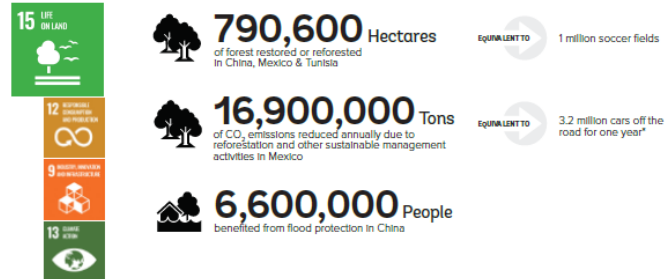 15 LIFE
ON LAND
790,600 Hectares
of forest restored or reforested
in China, Mexico & Tunisia
EQUIVALENT TO
1 million soccer fields
12 RESPONSIBLE
CONSUMPTION
AND PRODUCTION
16,900,000 Tons
of CO₂ emissions reduced annually due to
reforestation and other sustainable management
activities in Mexico
EQUIVALENT TO
3.2 million cars off the
road for one year*
9 INDUSTRY, INNOVATION
AND INFRASTRUCTURE
6,600,000 People
benefited from flood protection in China
13 CLIMATE
ACTION